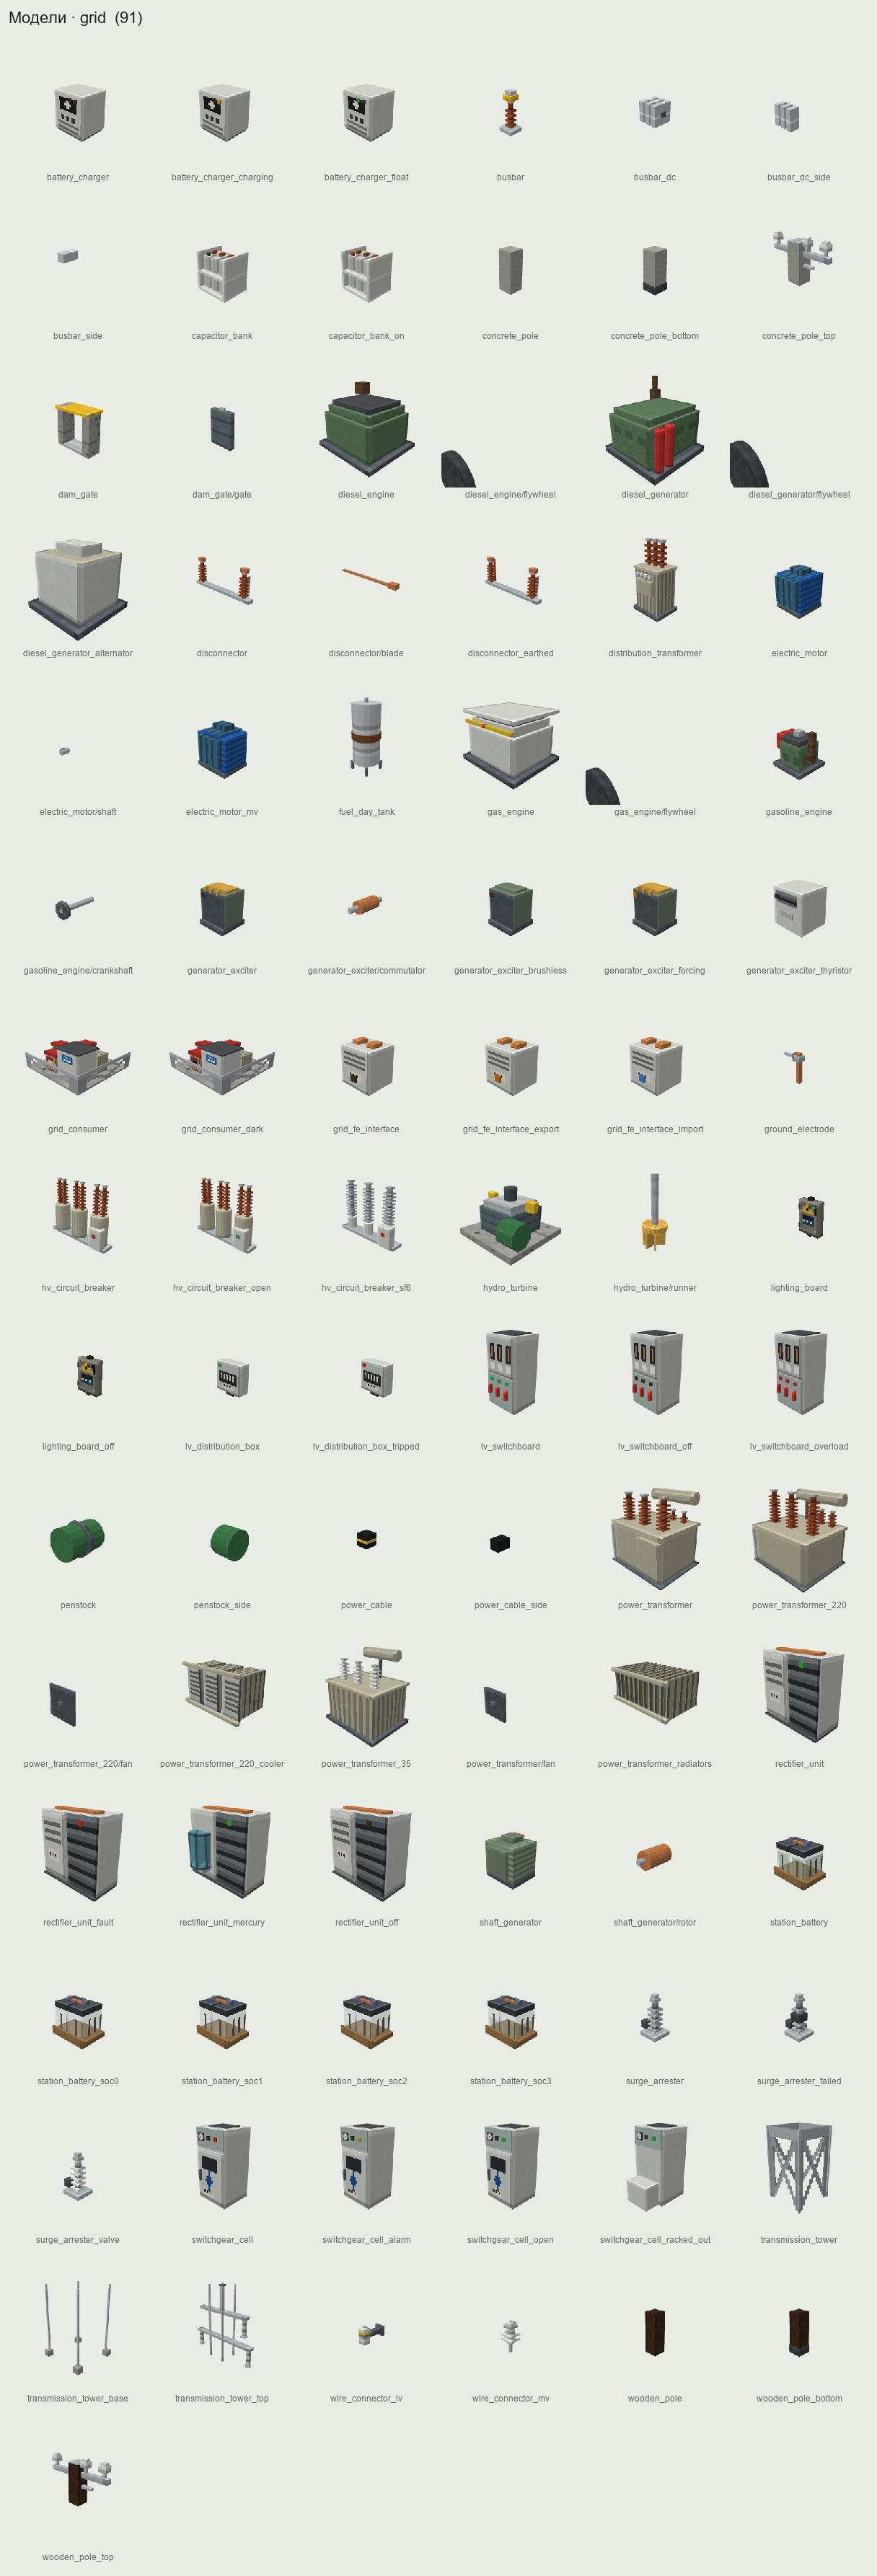 Модели · grid (91)
battery_charger
battery_charger_charging
battery_charger_float
busbar
busbar_dc
busbar_dc_side
busbar_side
capacitor_bank
capacitor_bank_on
concrete_pole
concrete_pole_bottom
concrete_pole_top
dam_gate
dam_gate/gate
diesel_engine
diesel_engine/flywheel
diesel_generator
diesel_generator/flywheel
diesel_generator_alternator
disconnector
disconnector/blade
disconnector_earthed
distribution_transformer
electric_motor
electric_motor/shaft
electric_motor_mv
fuel_day_tank
gas_engine
gas_engine/flywheel
gasoline_engine
gasoline_engine/crankshaft
generator_exciter
generator_exciter/commutator
generator_exciter_brushless
generator_exciter_forcing
generator_exciter_thyristor
grid_consumer
grid_consumer_dark
grid_fe_interface
grid_fe_interface_export
grid_fe_interface_import
ground_electrode
hv_circuit_breaker
hv_circuit_breaker_open
hv_circuit_breaker_sf6
hydro_turbine
hydro_turbine/runner
lighting_board
lighting_board_off
lv_distribution_box
lv_distribution_box_tripped
lv_switchboard
lv_switchboard_off
lv_switchboard_overload
penstock
penstock_side
power_cable
power_cable_side
power_transformer
power_transformer_220
power_transformer_220/fan
power_transformer_220_cooler
power_transformer_35
power_transformer/fan
power_transformer_radiators
rectifier_unit
rectifier_unit_fault
rectifier_unit_mercury
rectifier_unit_off
shaft_generator
shaft_generator/rotor
station_battery
station_battery_soc0
station_battery_soc1
station_battery_soc2
station_battery_soc3
surge_arrester
surge_arrester_failed
surge_arrester_valve
switchgear_cell
switchgear_cell_alarm
switchgear_cell_open
switchgear_cell_racked_out
transmission_tower
transmission_tower_base
transmission_tower_top
wire_connector_lv
wire_connector_mv
wooden_pole
wooden_pole_bottom
wooden_pole_top